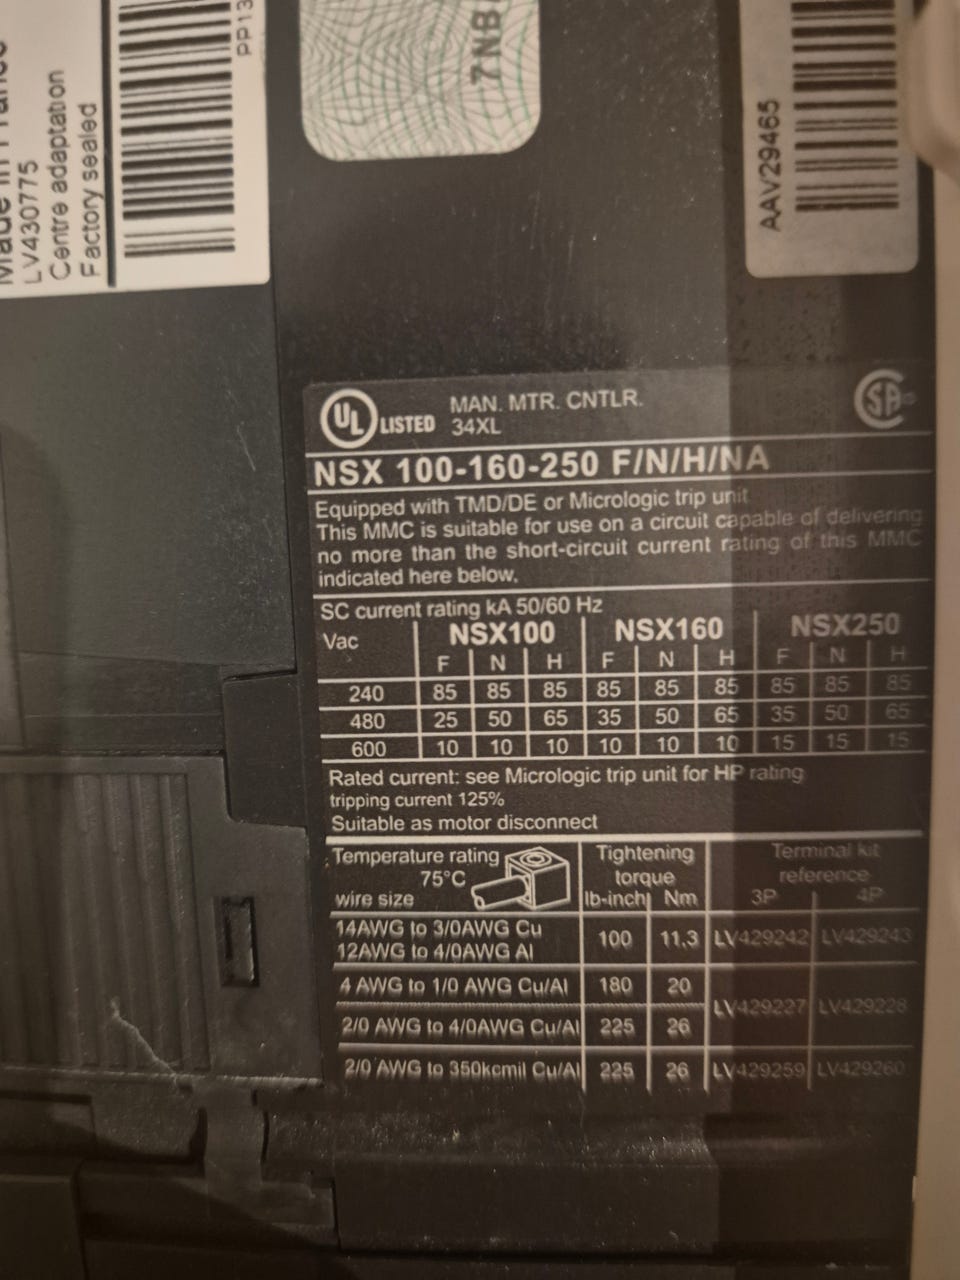 LV430775
Centre adaptation
Factory sealed
PP13
7NB
AAV29465
UL LISTED
MAN. MTR. CNTLR.
34XL
SA
NSX 100-160-250 F/N/H/NA
Equipped with TMD/DE or Micrologic trip unit
This MMC is suitable for use on a circuit capable of delivering
no more than the short-circuit current rating of this MMC
indicated here below.
SC current rating kA 50/60 Hz
Vac NSX100 NSX160 NSX250
F N H F N H F N H
240 85 85 85 85 85 85 85 85 85
480 25 50 65 35 50 65 35 50 65
600 10 10 10 10 10 10 15 15 15
Rated current: see Micrologic trip unit for HP rating
tripping current 125%
Suitable as motor disconnect
Temperature rating Tightening Terminal kit
75°C torque reference
wire size lb-inch Nm 3P 4P
14AWG to 3/0AWG Cu
12AWG to 4/0AWG Al 100 11,3 LV429242 LV429243
4 AWG to 1/0 AWG Cu/Al 180 20
LV429227 LV429228
2/0 AWG to 4/0AWG Cu/Al 225 26
2/0 AWG to 350kcmil Cu/Al 225 26 LV429259 LV429260